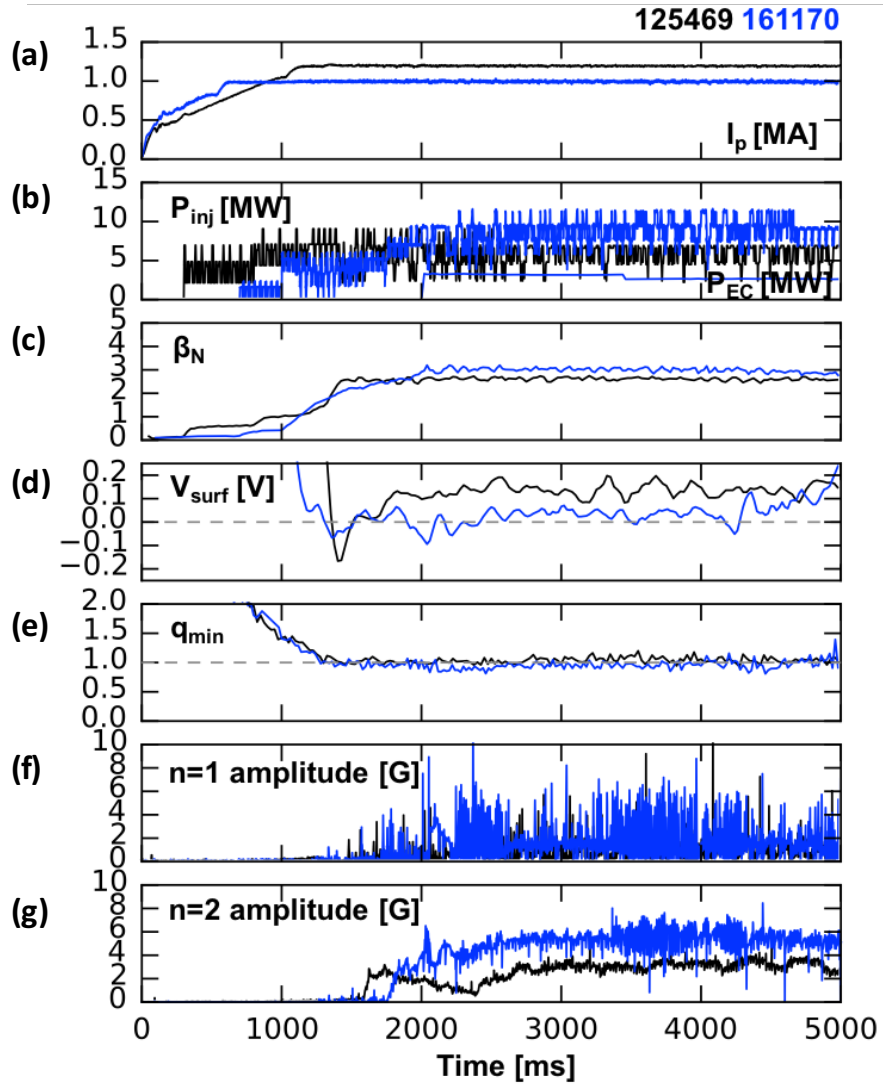 125469 161170
(a)
1.5
1.0
0.5
0.0
I_p [MA]
(b)
15
10
5
0
P_inj [MW]
P_EC [MW]
(c)
5
4
3
2
1
0
β_N
(d)
0.2
0.1
0.0
−0.1
−0.2
V_surf [V]
(e)
2.0
1.5
1.0
0.5
0.0
q_min
(f)
10
8
6
4
2
0
n=1 amplitude [G]
(g)
10
8
6
4
2
0
n=2 amplitude [G]
0 1000 2000 3000 4000 5000
Time [ms]